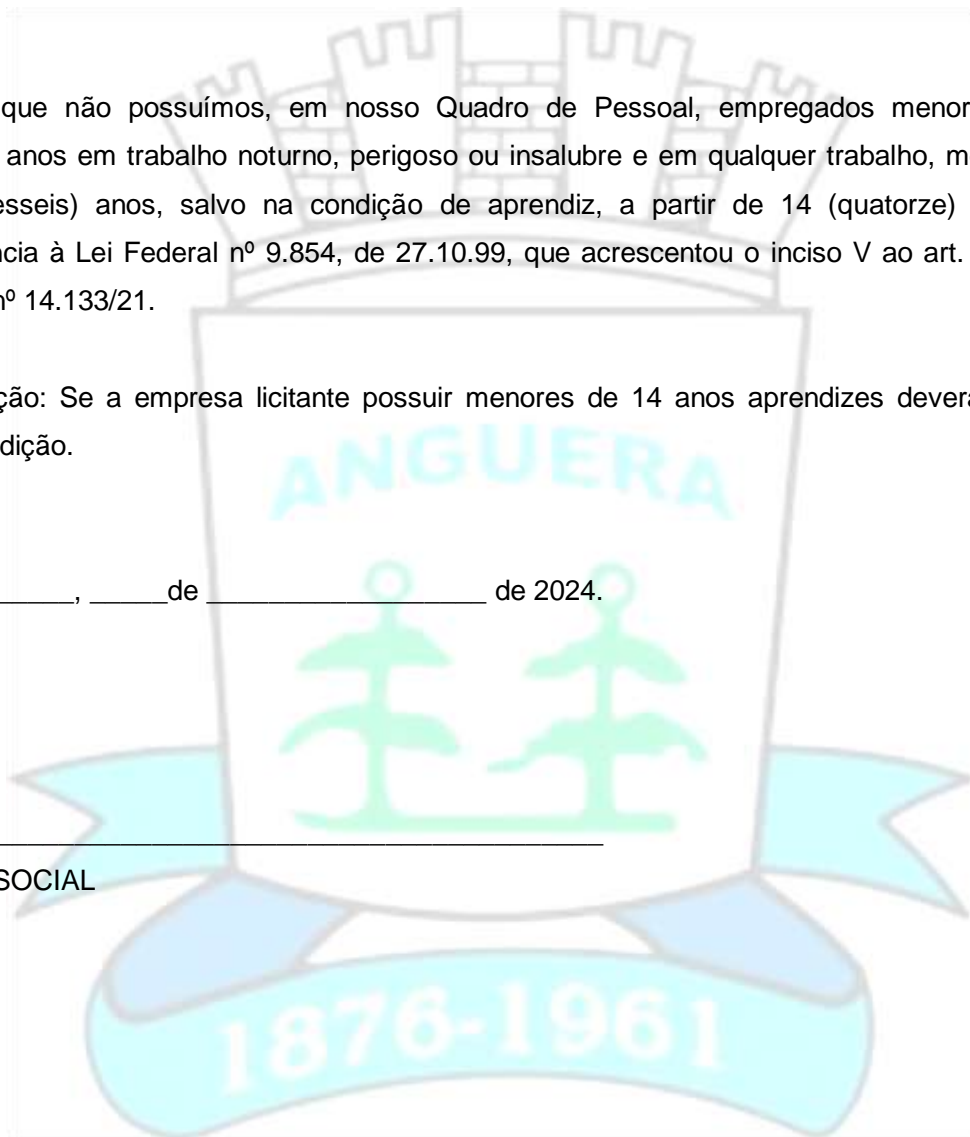 que não possuímos, em nosso Quadro de Pessoal, empregados menor
anos em trabalho noturno, perigoso ou insalubre e em qualquer trabalho, m
esseis) anos, salvo na condição de aprendiz, a partir de 14 (quatorze)
ncia à Lei Federal nº 9.854, de 27.10.99, que acrescentou o inciso V ao art.
nº 14.133/21.
ção: Se a empresa licitante possuir menores de 14 anos aprendizes dever
dição.
ANGUERA
______, _____de __________________ de 2024.
_______________________________________
SOCIAL
1876-1961